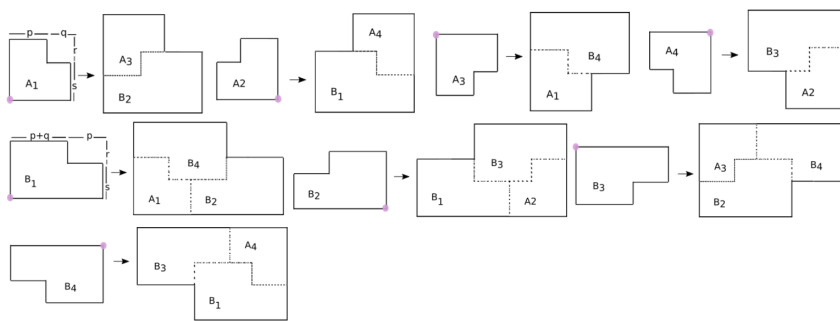 p q r s
A1 A3 B2 A2 A4 B1 A3 B4 A1 A4 B3 A2
p+q p r s
B1 B4 A1 B2 B2 B3 B1 A2 B3 A3 B4 B2
B4 B3 A4 B1